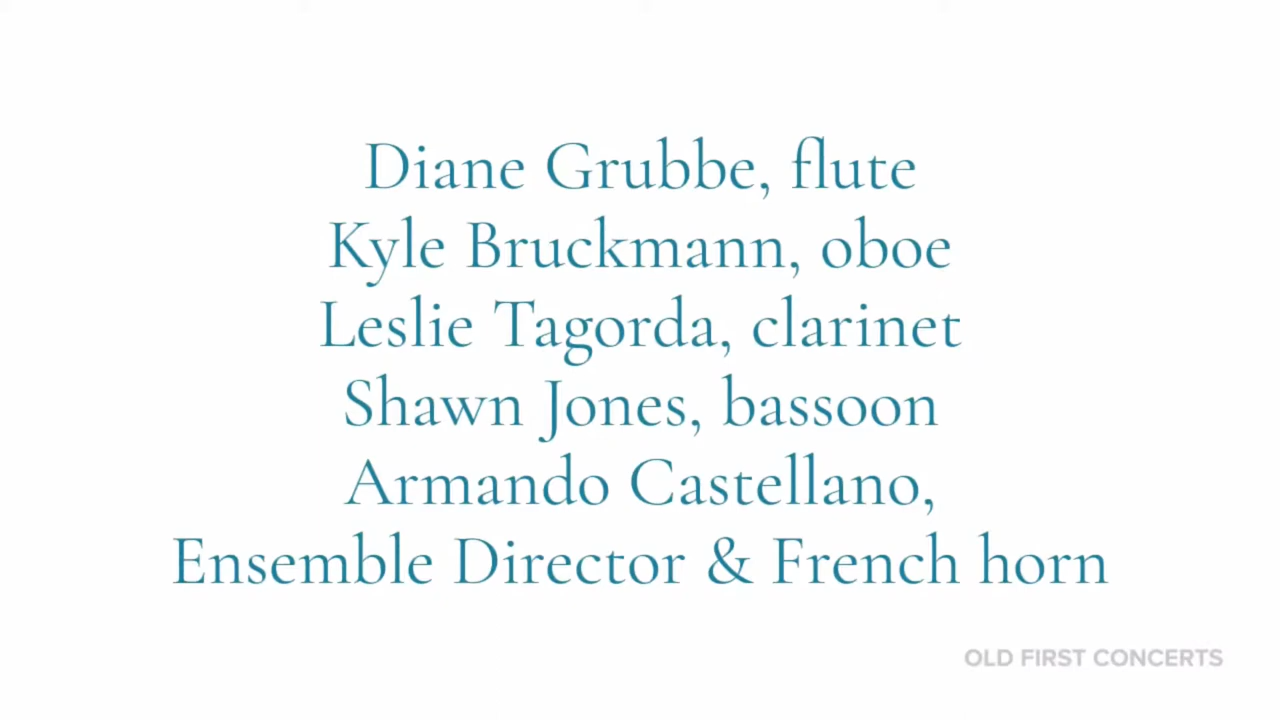 Diane Grubbe, flute
Kyle Bruckmann, oboe
Leslie Tagorda, clarinet
Shawn Jones, bassoon
Armando Castellano,
Ensemble Director & French horn
OLD FIRST CONCERTS